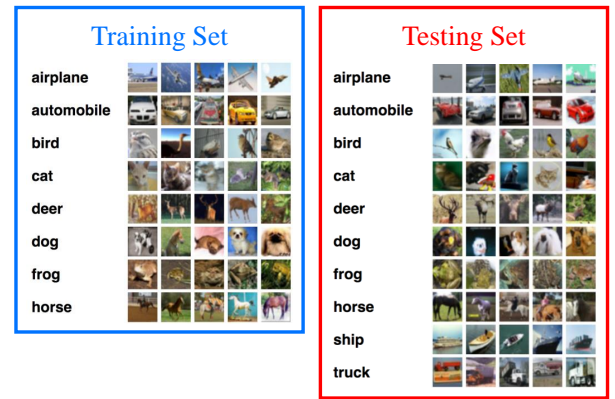 Training Set
airplane
automobile
bird
cat
deer
dog
frog
horse
Testing Set
airplane
automobile
bird
cat
deer
dog
frog
horse
ship
truck